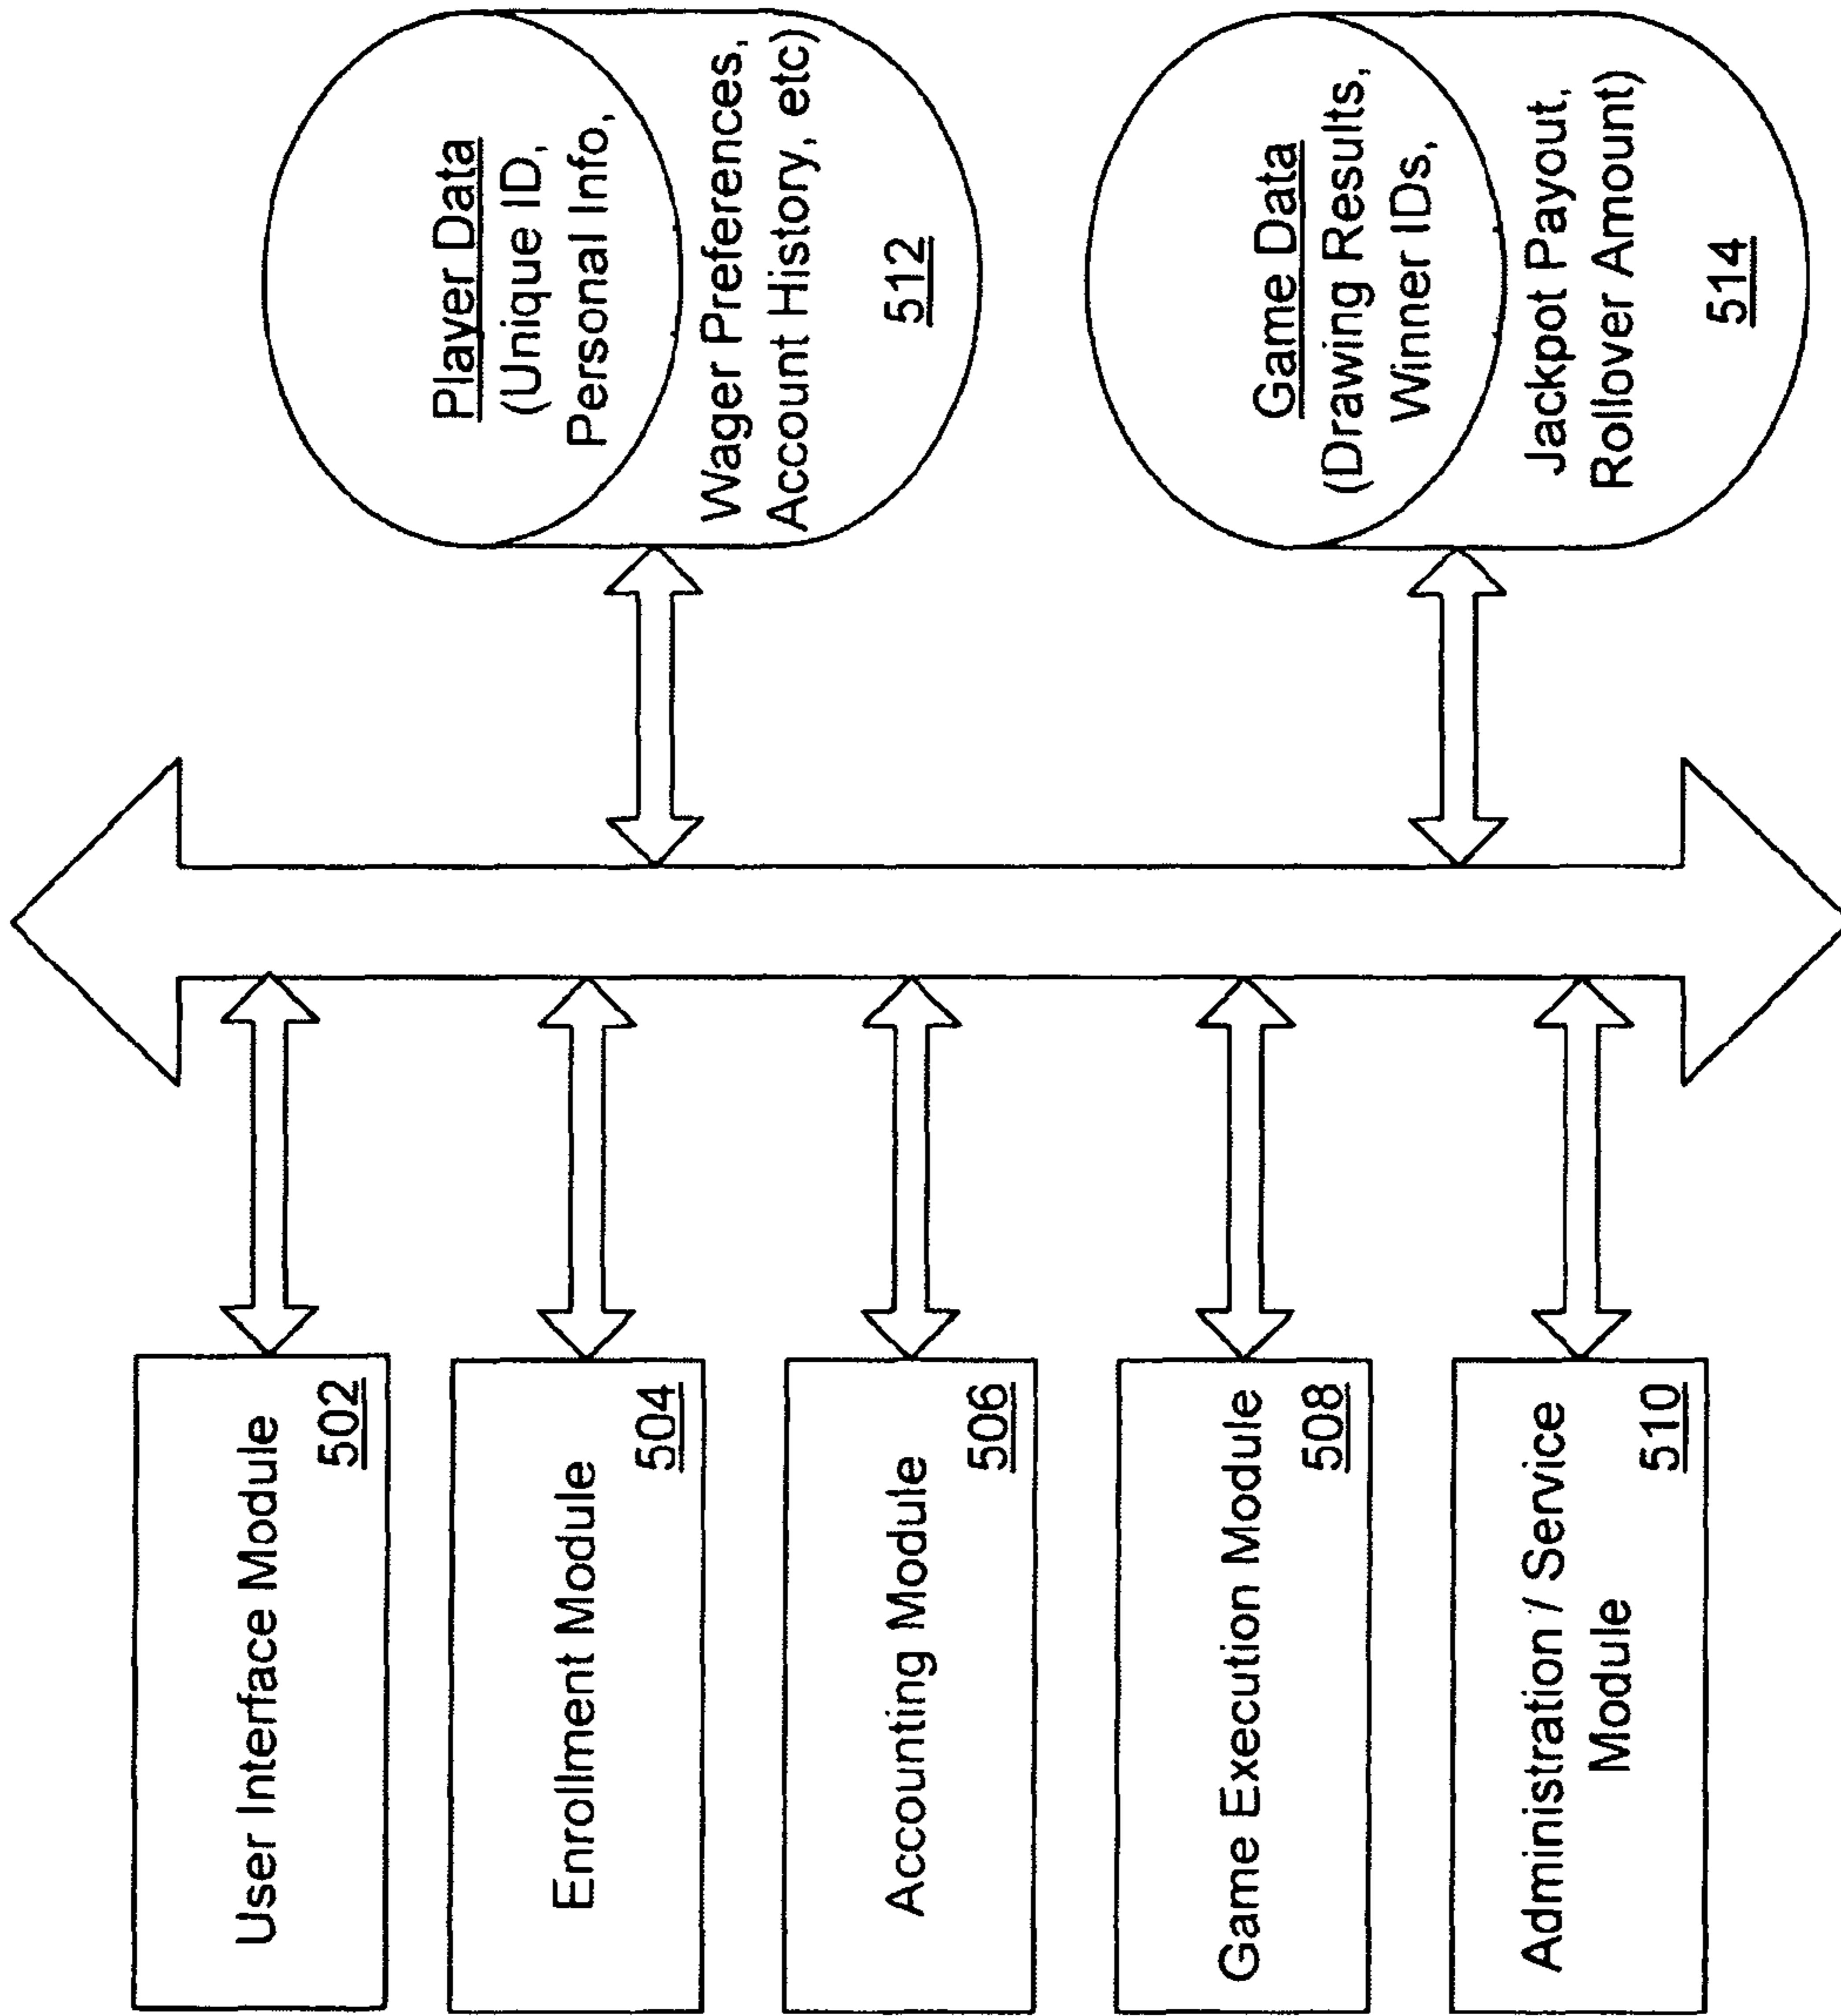 User Interface Module
502
Enrollment Module
504
Accounting Module
506
Game Execution Module
508
Administration / Service
Module
510
Player Data
(Unique ID,
Personal Info,
Wager Preferences,
Account History, etc)
512
Game Data
(Drawing Results,
Winner IDs,
Jackpot Payout,
Rollover Amount)
514